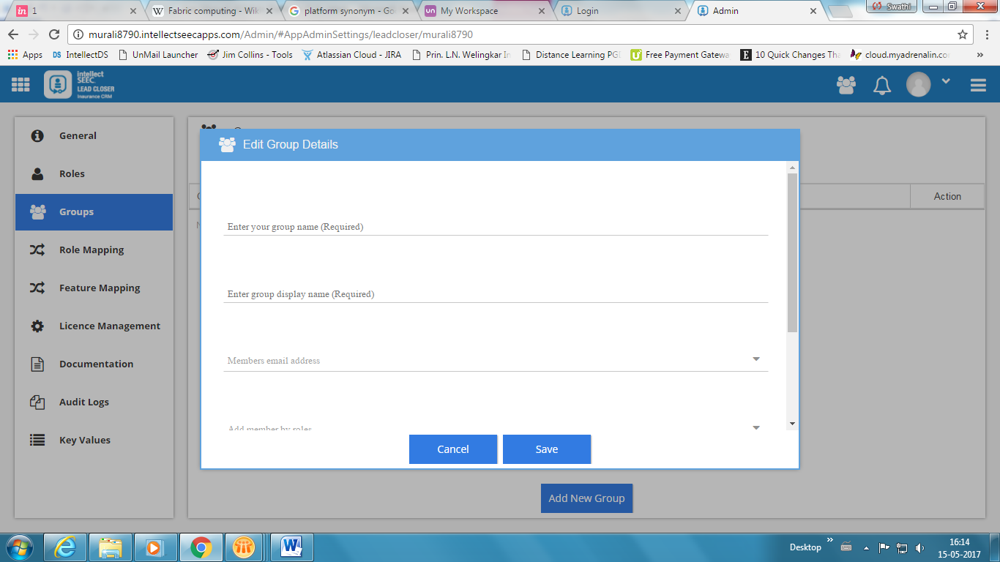 in 1
W Fabric computing - Wik
platform synonym - Go
un My Workspace
Login
Admin
Swathi
murali8790.intellectseecapps.com/Admin/#AppAdminSettings/leadcloser/murali8790
Apps
DS IntellectDS
UnMail Launcher
Jim Collins - Tools
Atlassian Cloud - JIRA
Prin. L.N. Welingkar In
Distance Learning PGD
Free Payment Gatewa
E 10 Quick Changes Tha
cloud.myadrenalin.co
»
intellect
SEEC.
LEAD CLOSER
Insurance CRM
General
Roles
Groups
Role Mapping
Feature Mapping
Licence Management
Documentation
Audit Logs
Key Values
Action
Edit Group Details
Enter your group name (Required)
Enter group display name (Required)
Members email address
Add member by roles
Cancel
Save
Add New Group
Desktop
»
16:14
15-05-2017